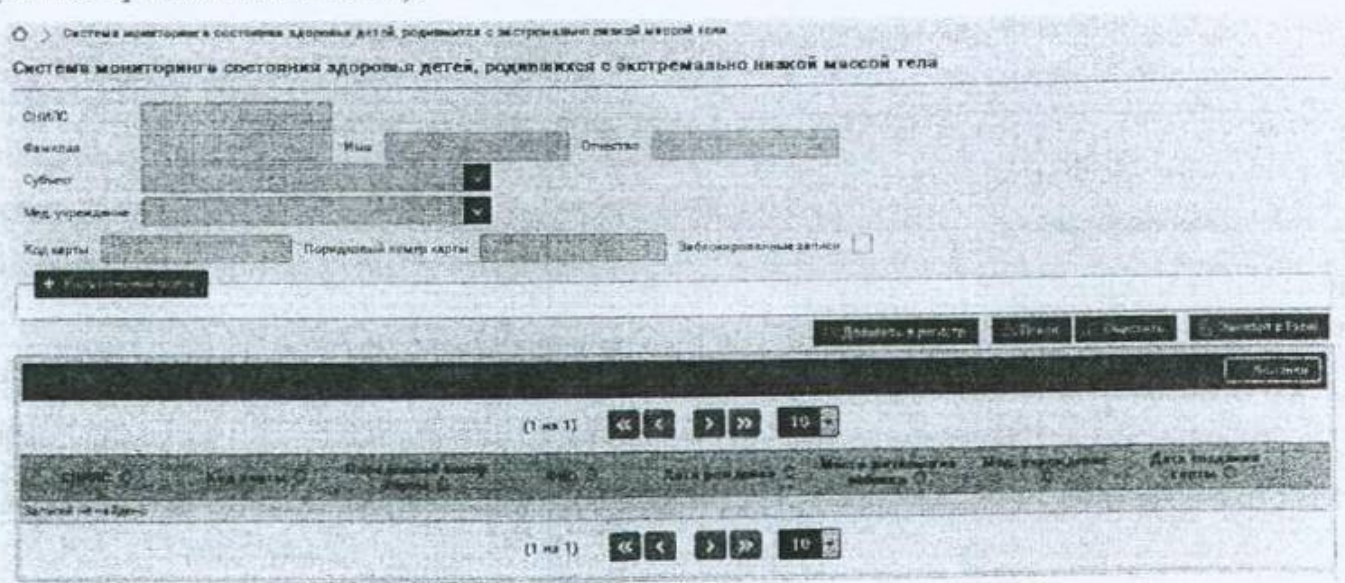 Система мониторинга состояния здоровья детей, родившихся с экстремально низкой массой тела
Система мониторинга состояния здоровья детей, родившихся с экстремально низкой массой тела
СНИЛС
Фамилия Имя Отчество
Субъект
Мед. учреждение
Код карты Порядковый номер карты Заблокированные записи
Добавить в регистр Поиск Очистить Экспорт в Excel
Колонки
(1 из 1) 10
СНИЛС Код карты Порядковый номер карты ФИО Дата рождения Масса Мед. учреждение Дата создания карты
Записей не найдено
(1 из 1) 10